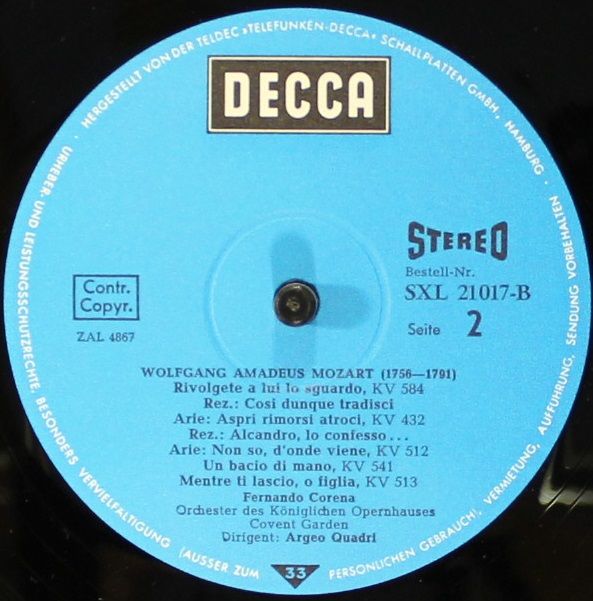 · HERGESTELLT VON DER TELDEC »TELEFUNKEN-DECCA« SCHALLPLATTEN GMBH, HAMBURG ·
DECCA
STEREO
Bestell-Nr.
SXL 21017-B
Seite 2
Contr.
Copyr.
ZAL 4867
WOLFGANG AMADEUS MOZART (1756—1791)
Rivolgete a lui lo sguardo, KV 584
Rez.: Così dunque tradisci
Arie: Aspri rimorsi atroci, KV 432
Rez.: Alcandro, lo confesso ...
Arie: Non so, d'onde viene, KV 512
Un bacio di mano, KV 541
Mentre ti lascio, o figlia, KV 513
Fernando Corena
Orchester des Königlichen Opernhauses
Covent Garden
Dirigent: Argeo Quadri
33
URHEBER- UND LEISTUNGSSCHUTZRECHTE, BESONDERS VERVIELFÄLTIGUNG (AUSSER ZUM PERSÖNLICHEN GEBRAUCH), VERMIETUNG, AUFFÜHRUNG, SENDUNG VORBEHALTEN